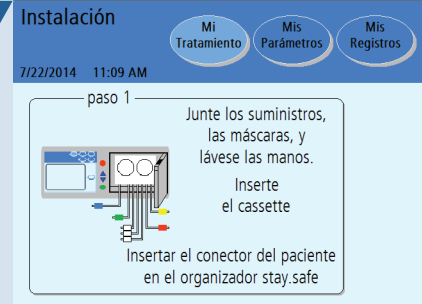 Instalación
Mi
Tratamiento
Mis
Parámetros
Mis
Registros
7/22/2014 11:09 AM
paso 1
Junte los suministros,
las máscaras, y
lávese las manos.
Inserte
el cassette
Insertar el conector del paciente
en el organizador stay.safe